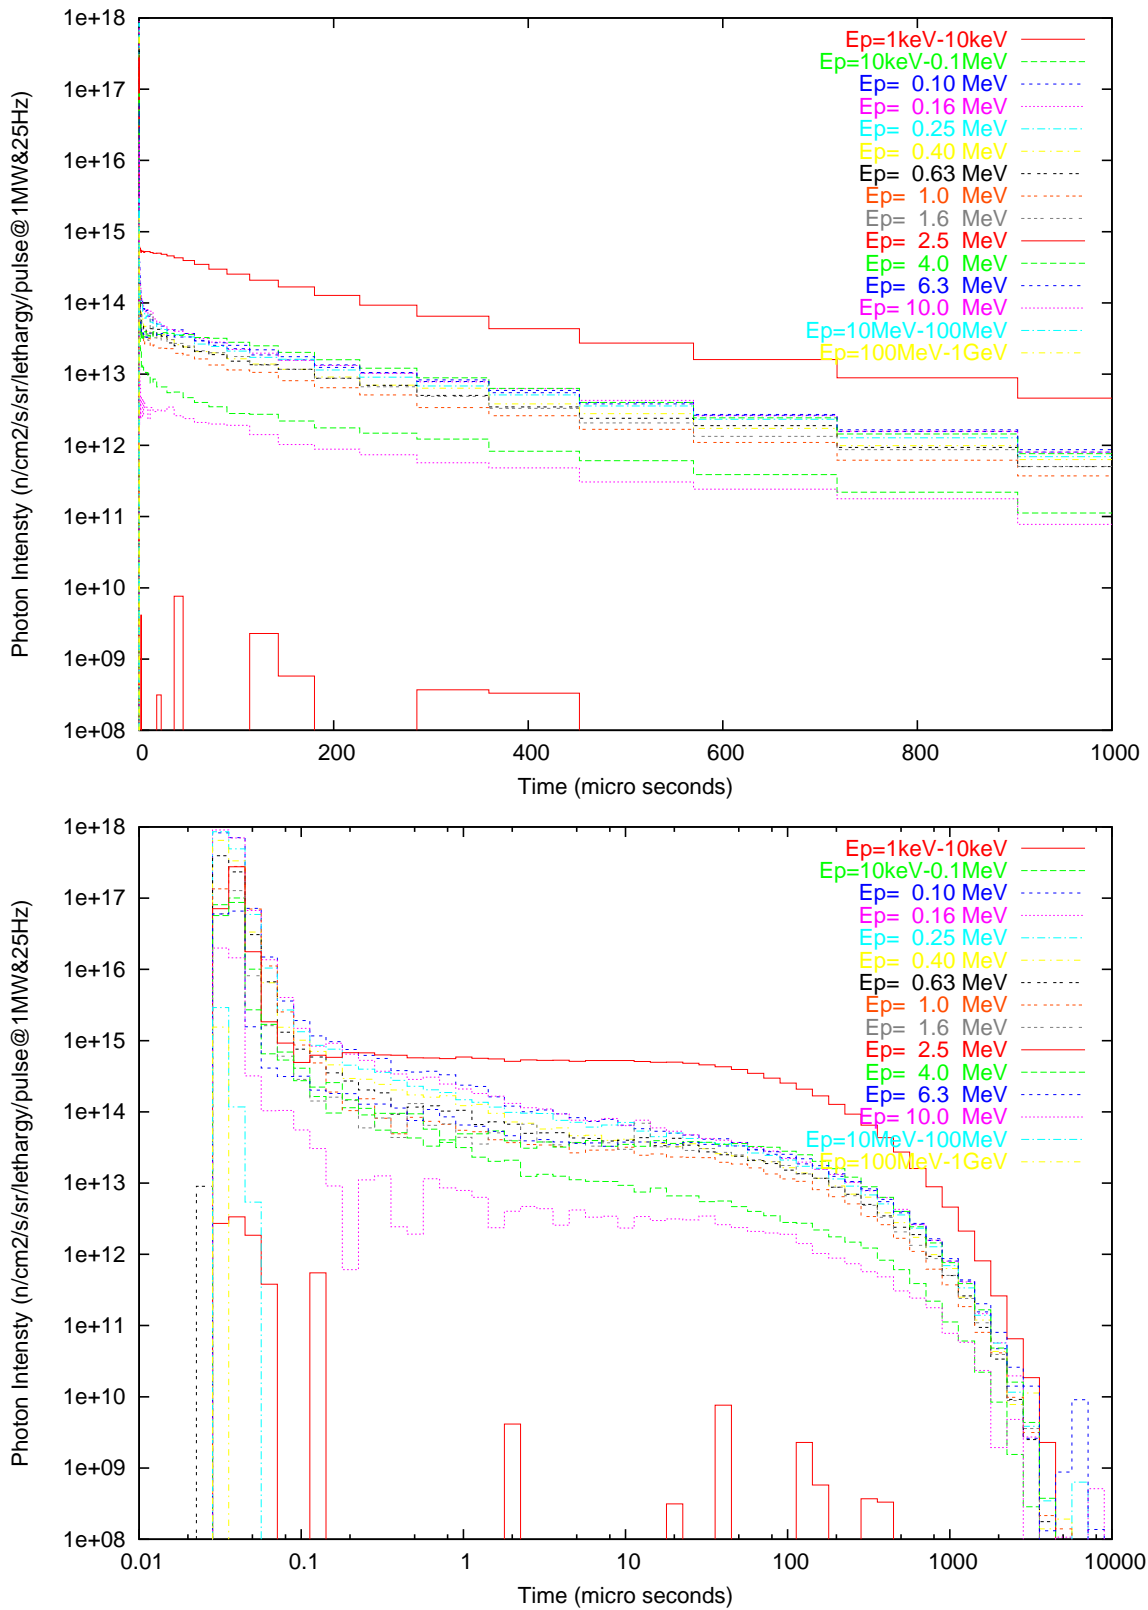 1e+18
1e+17
1e+16
1e+15
1e+14
1e+13
1e+12
1e+11
1e+10
1e+09
1e+08
Photon Intensty (n/cm2/s/sr/lethargy/pulse@1MW&25Hz)
Ep=1keV-10keV
Ep=10keV-0.1MeV
Ep= 0.10 MeV
Ep= 0.16 MeV
Ep= 0.25 MeV
Ep= 0.40 MeV
Ep= 0.63 MeV
Ep= 1.0 MeV
Ep= 1.6 MeV
Ep= 2.5 MeV
Ep= 4.0 MeV
Ep= 6.3 MeV
Ep= 10.0 MeV
Ep=10MeV-100MeV
Ep=100MeV-1GeV
0 200 400 600 800 1000
Time (micro seconds)
1e+18
1e+17
1e+16
1e+15
1e+14
1e+13
1e+12
1e+11
1e+10
1e+09
1e+08
Photon Intensty (n/cm2/s/sr/lethargy/pulse@1MW&25Hz)
Ep=1keV-10keV
Ep=10keV-0.1MeV
Ep= 0.10 MeV
Ep= 0.16 MeV
Ep= 0.25 MeV
Ep= 0.40 MeV
Ep= 0.63 MeV
Ep= 1.0 MeV
Ep= 1.6 MeV
Ep= 2.5 MeV
Ep= 4.0 MeV
Ep= 6.3 MeV
Ep= 10.0 MeV
Ep=10MeV-100MeV
Ep=100MeV-1GeV
0.01 0.1 1 10 100 1000 10000
Time (micro seconds)